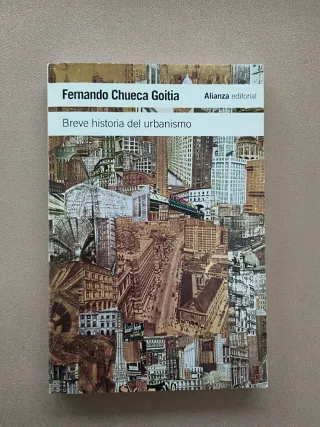 Fernando Chueca Goitia
Alianza editorial
Breve historia del urbanismo